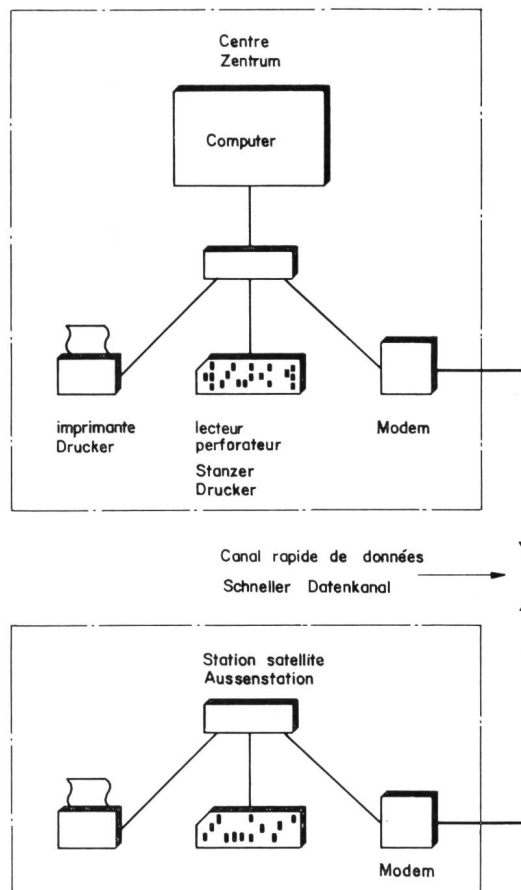 Centre
Zentrum
Computer
imprimante
Drucker
lecteur
perforateur
Stanzer
Drucker
Modem
Canal rapide de données
Schneller Datenkanal
Station satellite
Aussenstation
Modem